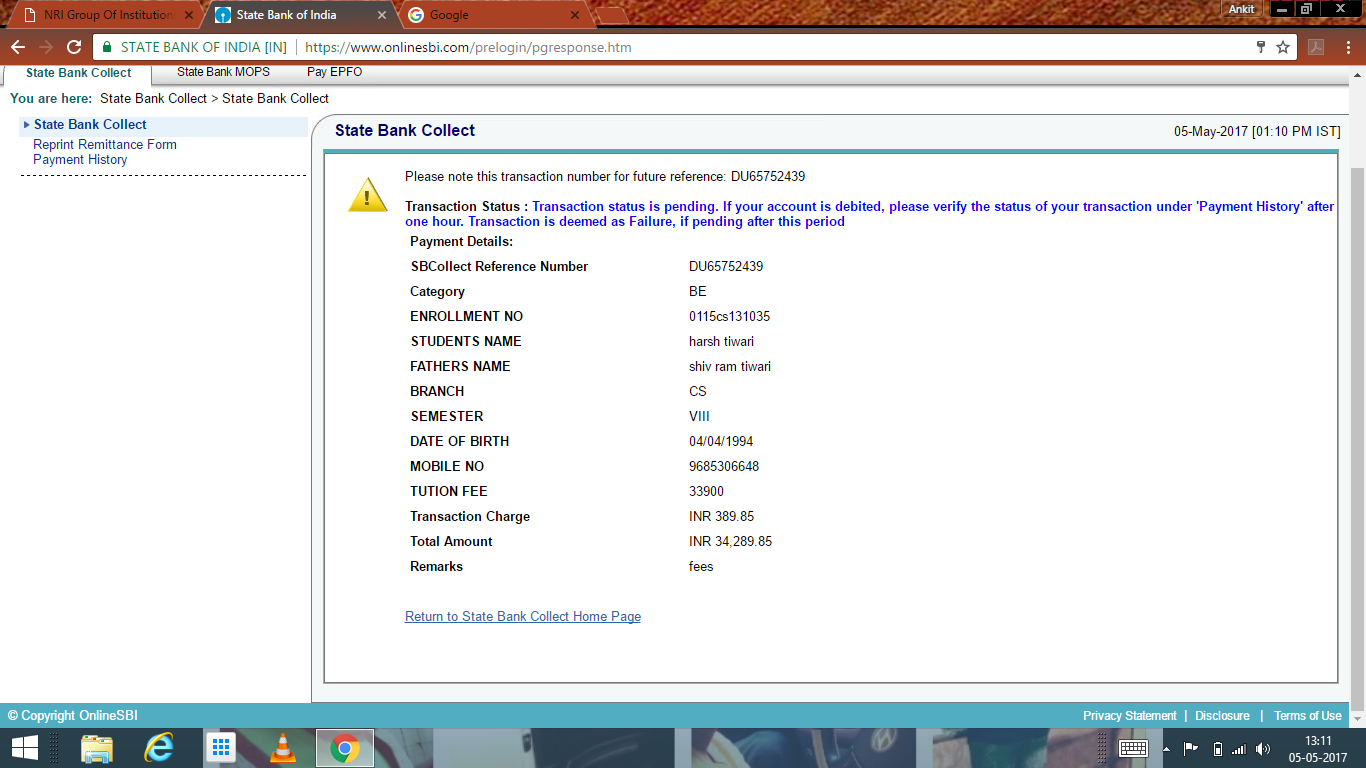 NRI Group Of Institution
State Bank of India
Google
Ankit
STATE BANK OF INDIA [IN]
https://www.onlinesbi.com/prelogin/pgresponse.htm
State Bank Collect
State Bank MOPS
Pay EPFO
You are here: State Bank Collect > State Bank Collect
State Bank Collect
Reprint Remittance Form
Payment History
State Bank Collect
05-May-2017 [01:10 PM IST]
Please note this transaction number for future reference: DU65752439
Transaction Status : Transaction status is pending. If your account is debited, please verify the status of your transaction under 'Payment History' after
one hour. Transaction is deemed as Failure, if pending after this period
Payment Details:
SBCollect Reference Number DU65752439
Category BE
ENROLLMENT NO 0115cs131035
STUDENTS NAME harsh tiwari
FATHERS NAME shiv ram tiwari
BRANCH CS
SEMESTER VIII
DATE OF BIRTH 04/04/1994
MOBILE NO 9685306648
TUTION FEE 33900
Transaction Charge INR 389.85
Total Amount INR 34,289.85
Remarks fees
Return to State Bank Collect Home Page
© Copyright OnlineSBI
Privacy Statement | Disclosure | Terms of Use
13:11
05-05-2017